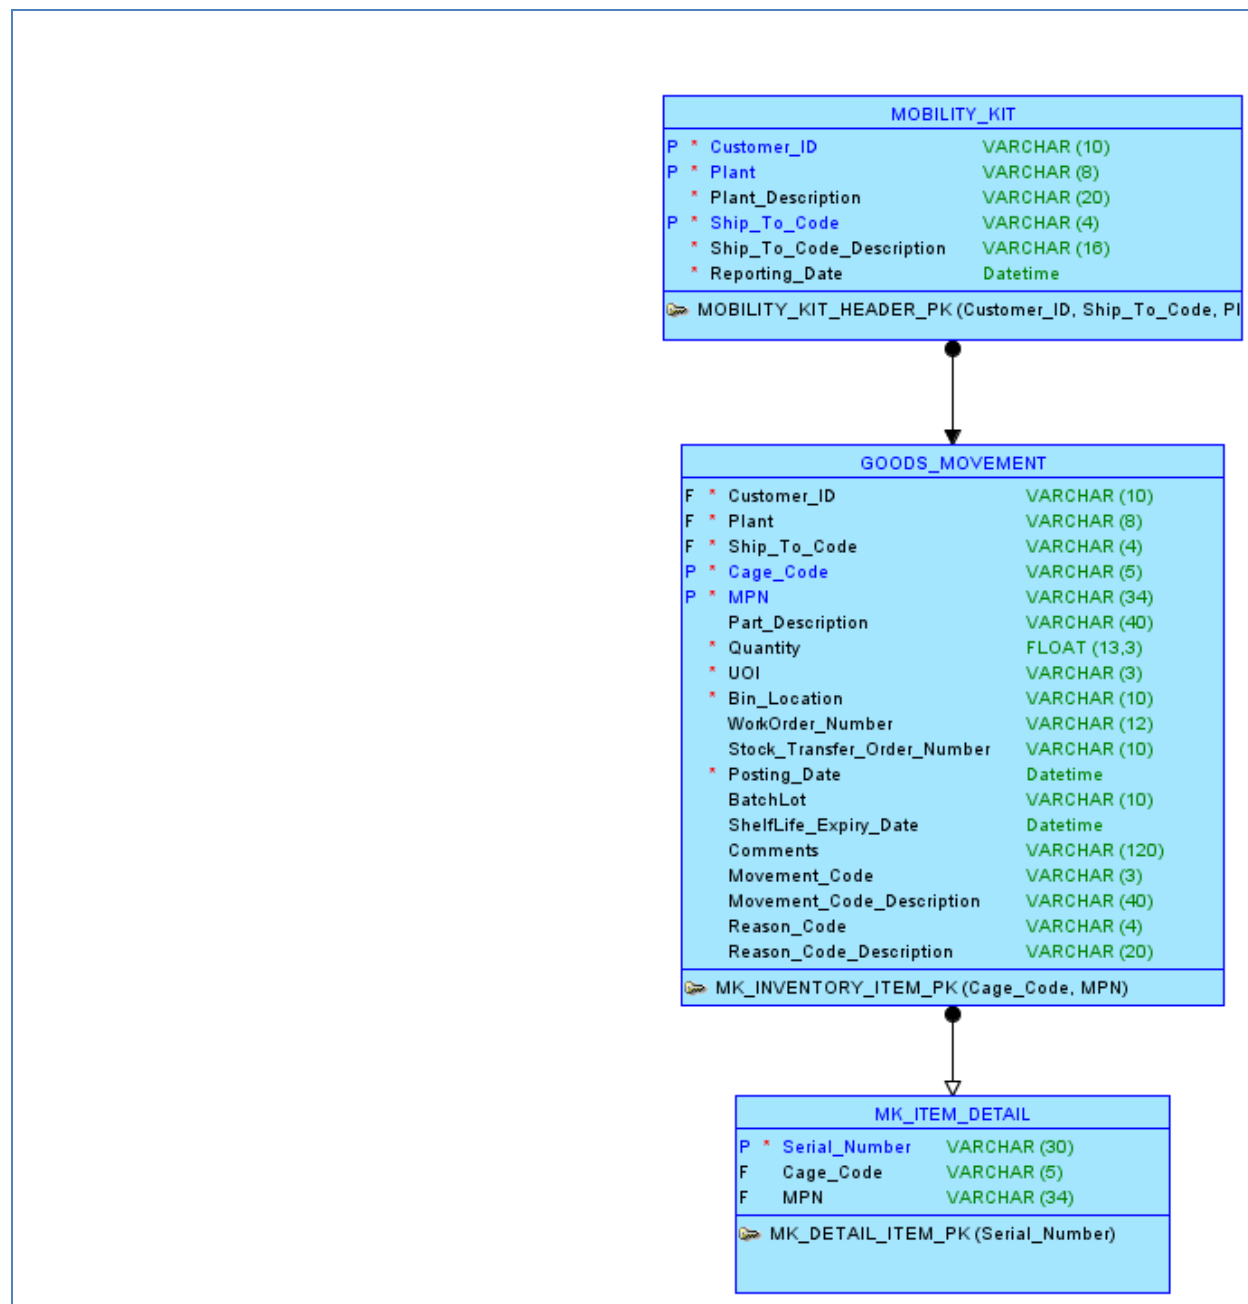 MOBILITY_KIT
P * Customer_ID VARCHAR (10)
P * Plant VARCHAR (8)
* Plant_Description VARCHAR (20)
P * Ship_To_Code VARCHAR (4)
* Ship_To_Code_Description VARCHAR (16)
* Reporting_Date Datetime
MOBILITY_KIT_HEADER_PK (Customer_ID, Ship_To_Code, Pl
GOODS_MOVEMENT
F * Customer_ID VARCHAR (10)
F * Plant VARCHAR (8)
F * Ship_To_Code VARCHAR (4)
P * Cage_Code VARCHAR (5)
P * MPN VARCHAR (34)
Part_Description VARCHAR (40)
* Quantity FLOAT (13,3)
* UOI VARCHAR (3)
* Bin_Location VARCHAR (10)
WorkOrder_Number VARCHAR (12)
Stock_Transfer_Order_Number VARCHAR (10)
* Posting_Date Datetime
BatchLot VARCHAR (10)
ShelfLife_Expiry_Date Datetime
Comments VARCHAR (120)
Movement_Code VARCHAR (3)
Movement_Code_Description VARCHAR (40)
Reason_Code VARCHAR (4)
Reason_Code_Description VARCHAR (20)
MK_INVENTORY_ITEM_PK (Cage_Code, MPN)
MK_ITEM_DETAIL
P * Serial_Number VARCHAR (30)
F Cage_Code VARCHAR (5)
F MPN VARCHAR (34)
MK_DETAIL_ITEM_PK (Serial_Number)